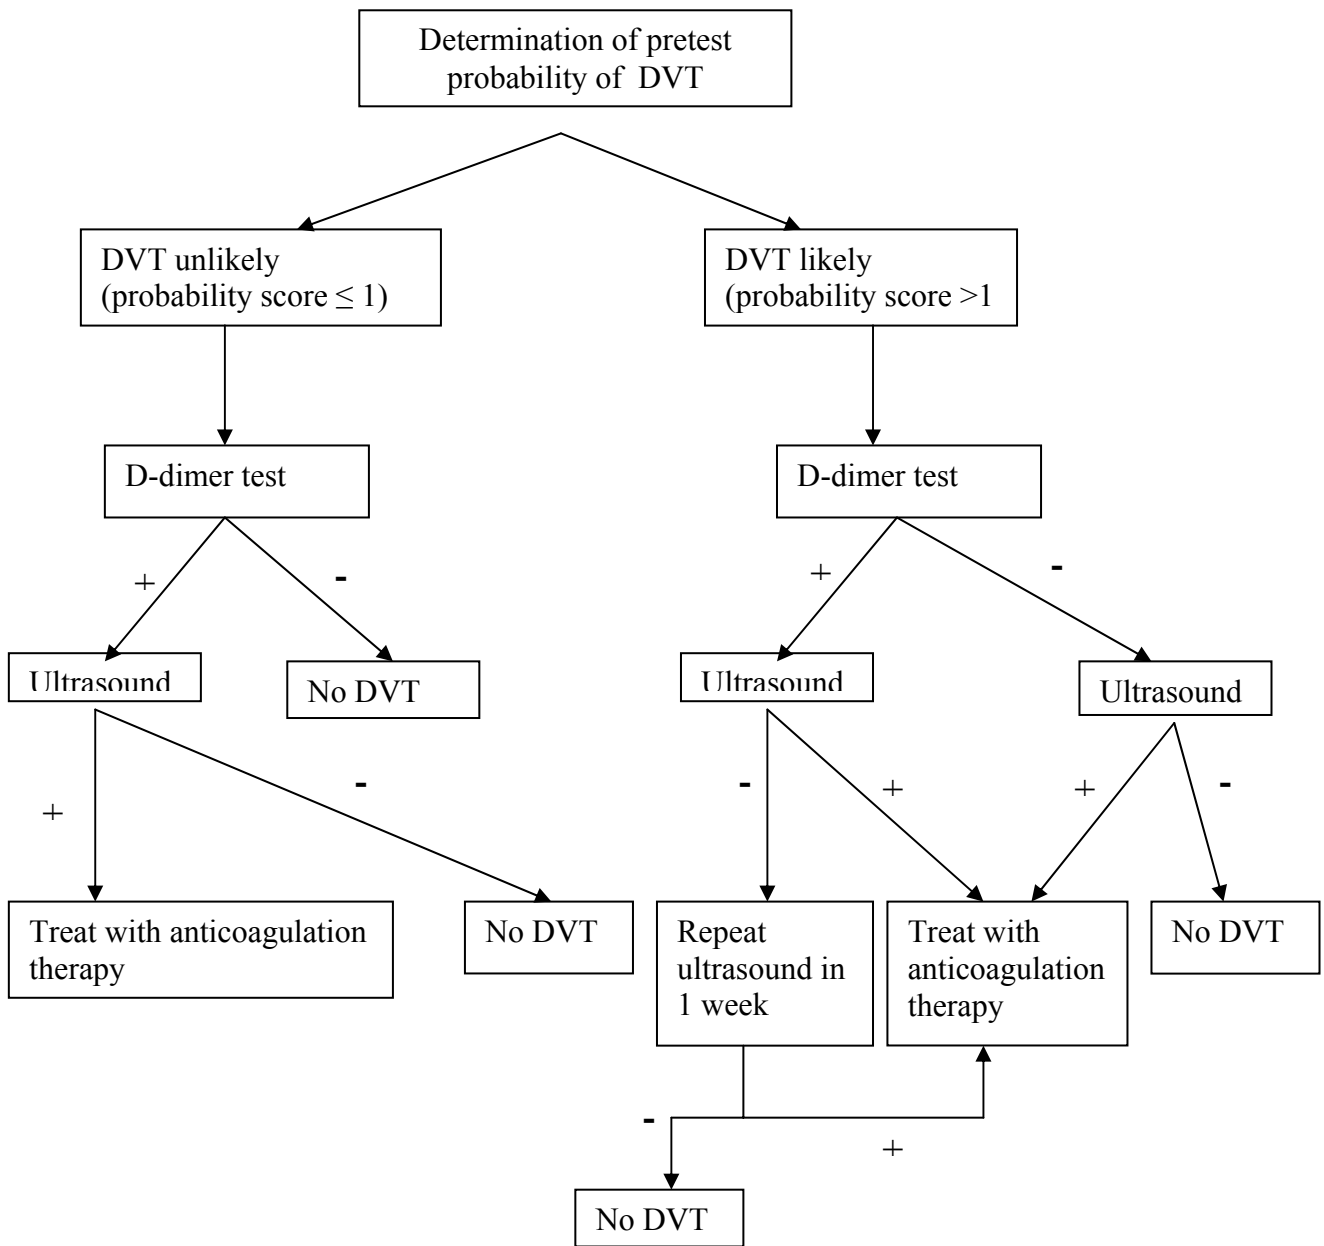 Determination of pretest
probability of DVT
DVT unlikely
(probability score ≤ 1)
DVT likely
(probability score >1
D-dimer test
D-dimer test
+
-
+
-
Ultrasound
No DVT
Ultrasound
Ultrasound
+
-
-
+
+
-
Treat with anticoagulation
therapy
No DVT
Repeat
ultrasound in
1 week
Treat with
anticoagulation
therapy
No DVT
-
+
No DVT